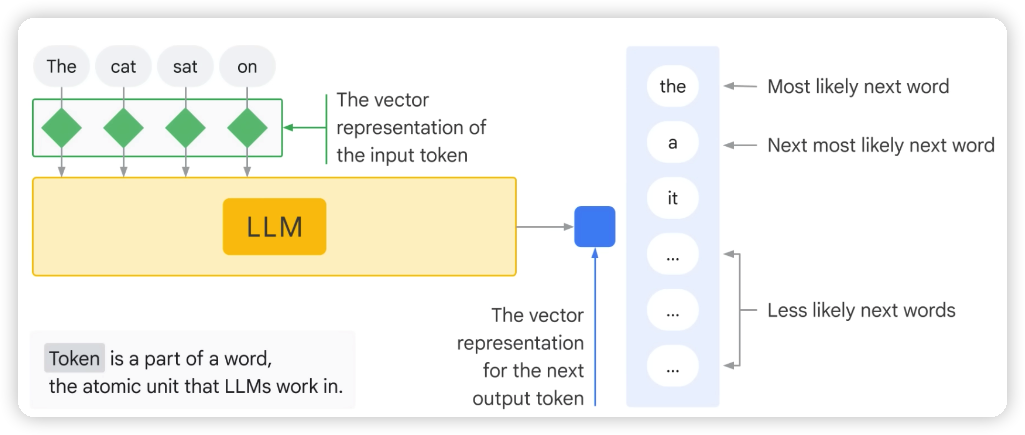 The cat sat on
The vector
representation of
the input token
LLM
the
a
it
...
...
...
Most likely next word
Next most likely next word
Less likely next words
The vector
representation
for the next
output token
Token is a part of a word,
the atomic unit that LLMs work in.